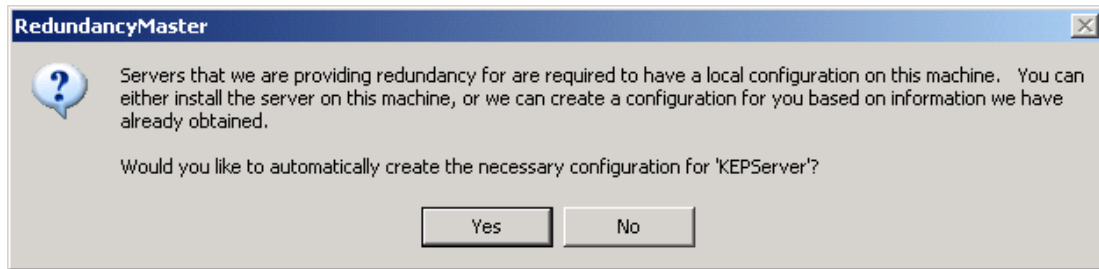 RedundancyMaster
Servers that we are providing redundancy for are required to have a local configuration on this machine.   You can
either install the server on this machine, or we can create a configuration for you based on information we have
already obtained.
Would you like to automatically create the necessary configuration for 'KEPServer'?
Yes
No